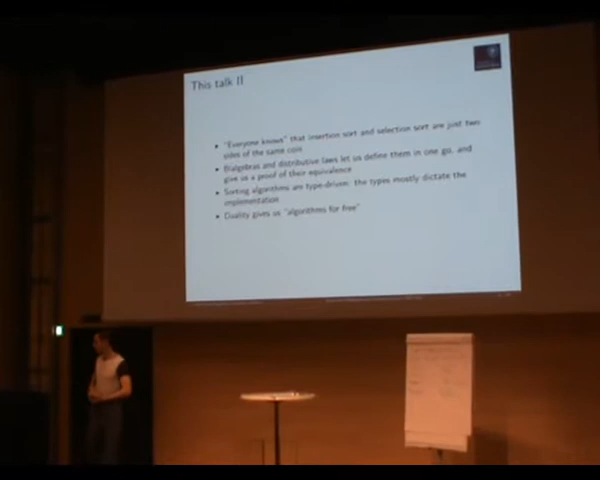 This talk II
"Everyone knows" that insertion sort and selection sort are just two
sides of the same coin
Bialgebras and distributive laws let us define them in one go, and
give us a proof of their equivalence
Sorting algorithms are type-driven: the types mostly dictate the
implementation
Duality gives us "algorithms for free"